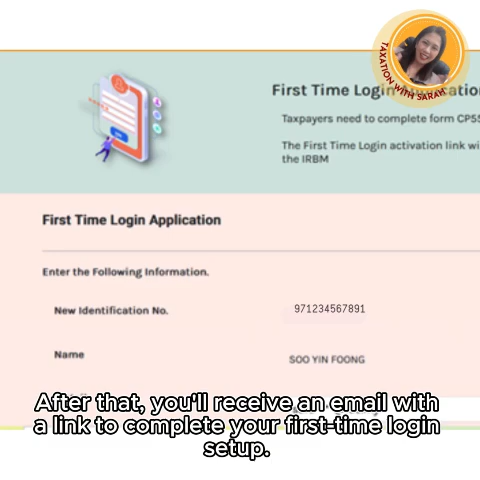 TAXATION WITH SARAH
First Time Login
Taxpayers need to complete form
The First Time Login activation link
the IRBM
First Time Login Application
Enter the Following Information.
New Identification No. 971234567891
Name SOO YIN FOONG
After that, you'll receive an email with
a link to complete your first-time login
setup.